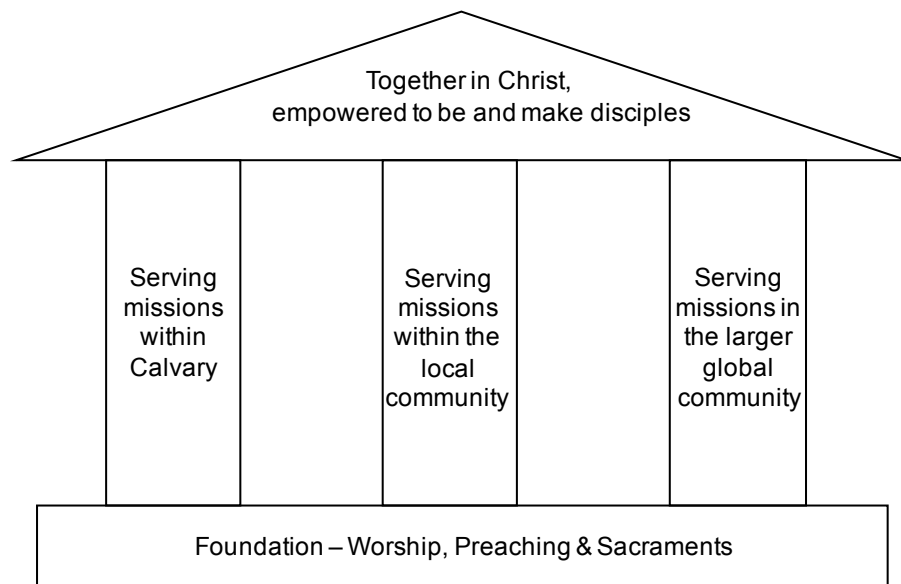 Together in Christ,
empowered to be and make disciples
Serving
missions
within
Calvary
Serving
missions
within the
local
community
Serving
missions in
the larger
global
community
Foundation – Worship, Preaching & Sacraments